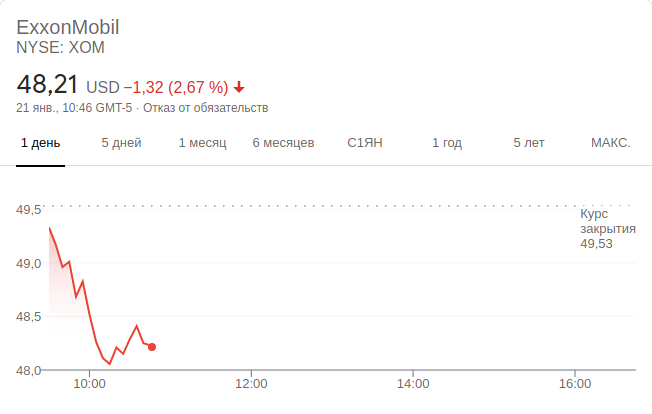 ExxonMobil
NYSE: XOM
48,21 USD −1,32 (2,67 %)
21 янв., 10:46 GMT-5 · Отказ от обязательств
1 день 5 дней 1 месяц 6 месяцев С1ЯН 1 год 5 лет МАКС.
49,5
Курс
закрытия
49,53
49,0
48,5
48,0
10:00 12:00 14:00 16:00